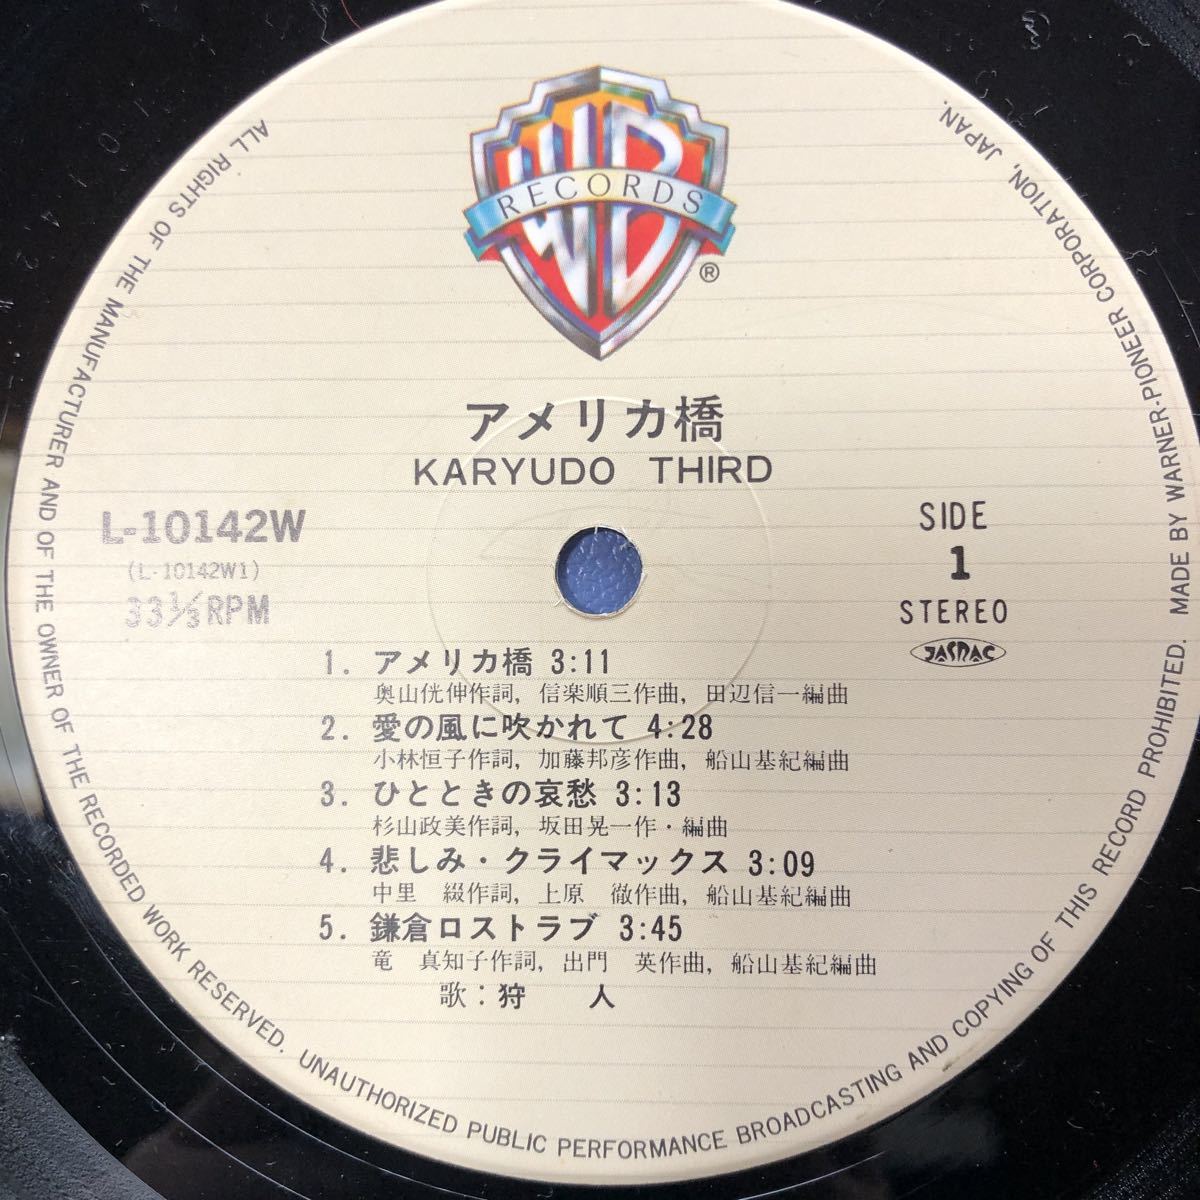 WB
RECORDS
®
アメリカ橋
KARYUDO THIRD
L-10142W
(L-10142W1)
33⅓RPM
SIDE
1
STEREO
JASRAC
1. アメリカ橋 3:11
奥山侊伸作詞, 信楽順三作曲, 田辺信一編曲
2. 愛の風に吹かれて 4:28
小林恒子作詞, 加藤邦彦作曲, 船山基紀編曲
3. ひとときの哀愁 3:13
杉山政美作詞, 坂田晃一作・編曲
4. 悲しみ・クライマックス 3:09
中里 綴作詞, 上原 徹作曲, 船山基紀編曲
5. 鎌倉ロストラブ 3:45
竜 真知子作詞, 出門 英作曲, 船山基紀編曲
歌:狩 人
ALL RIGHTS OF THE MANUFACTURER AND OF THE OWNER OF THE RECORDED WORK RESERVED. UNAUTHORIZED PUBLIC PERFORMANCE BROADCASTING AND COPYING OF THIS RECORD PROHIBITED. MADE BY WARNER-PIONEER CORPORATION, JAPAN.